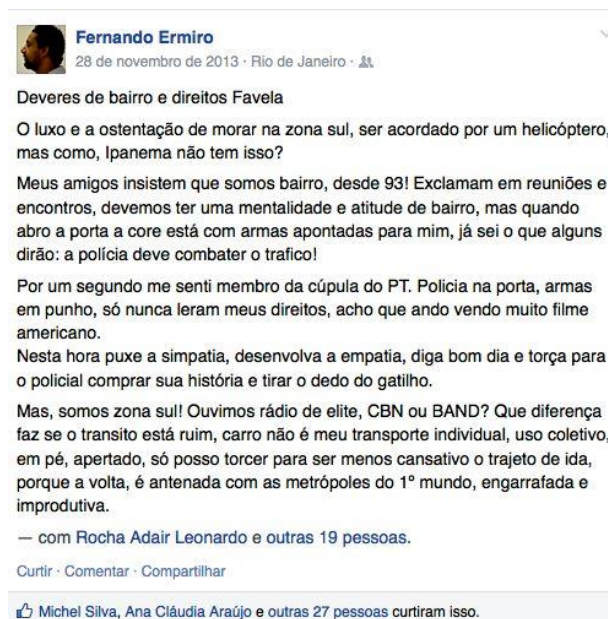 Fernando Ermiro
28 de novembro de 2013 · Rio de Janeiro ·
Deveres de bairro e direitos Favela
O luxo e a ostentação de morar na zona sul, ser acordado por um helicóptero,
mas como, Ipanema não tem isso?
Meus amigos insistem que somos bairro, desde 93! Exclamam em reuniões e
encontros, devemos ter uma mentalidade e atitude de bairro, mas quando
abro a porta a core está com armas apontadas para mim, já sei o que alguns
dirão: a polícia deve combater o trafico!
Por um segundo me senti membro da cúpula do PT. Policia na porta, armas
em punho, só nunca leram meus direitos, acho que ando vendo muito filme
americano.
Nesta hora puxe a simpatia, desenvolva a empatia, diga bom dia e torça para
o policial comprar sua história e tirar o dedo do gatilho.
Mas, somos zona sul! Ouvimos rádio de elite, CBN ou BAND? Que diferença
faz se o transito está ruim, carro não é meu transporte individual, uso coletivo,
em pé, apertado, só posso torcer para ser menos cansativo o trajeto de ida,
porque a volta, é antenada com as metrópoles do 1º mundo, engarrafada e
improdutiva.
— com Rocha Adair Leonardo e outras 19 pessoas.
Curtir · Comentar · Compartilhar
Michel Silva, Ana Cláudia Araújo e outras 27 pessoas curtiram isso.